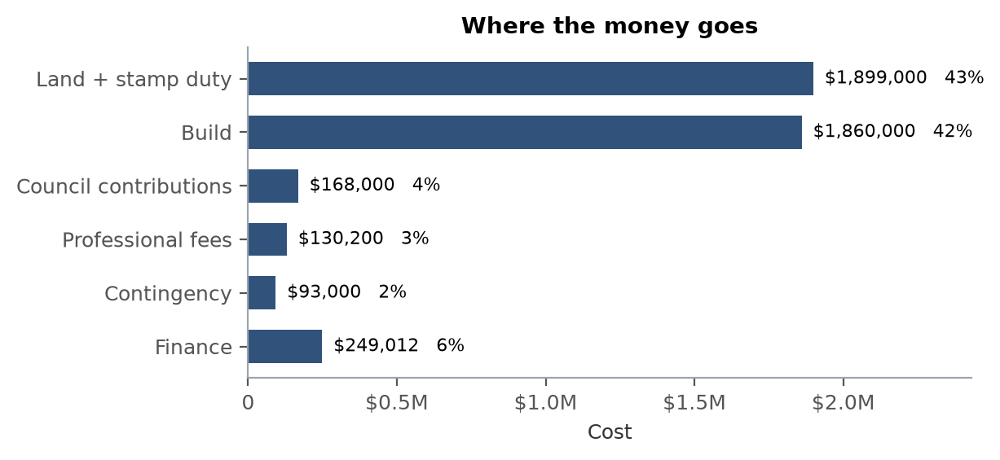 Where the money goes
Land + stamp duty $1,899,000 43%
Build $1,860,000 42%
Council contributions $168,000 4%
Professional fees $130,200 3%
Contingency $93,000 2%
Finance $249,012 6%
0 $0.5M $1.0M $1.5M $2.0M
Cost